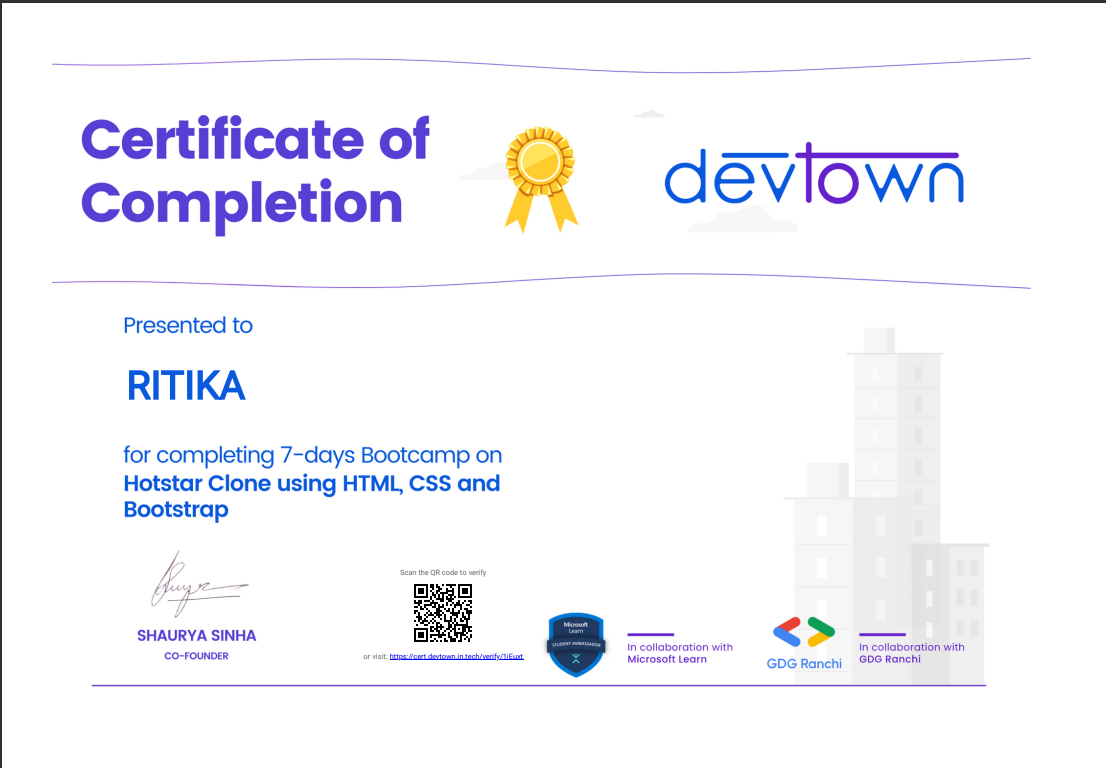 Certificate of
Completion
devtown
Presented to
RITIKA
for completing 7-days Bootcamp on
Hotstar Clone using HTML, CSS and
Bootstrap
SHAURYA SINHA
CO-FOUNDER
Scan the QR code to verify
or visit: https://cert.devtown.in.tech/verify/1iEuxt
Microsoft
Learn
STUDENT AMBASSADOR
In collaboration with
Microsoft Learn
GDG Ranchi
In collaboration with
GDG Ranchi